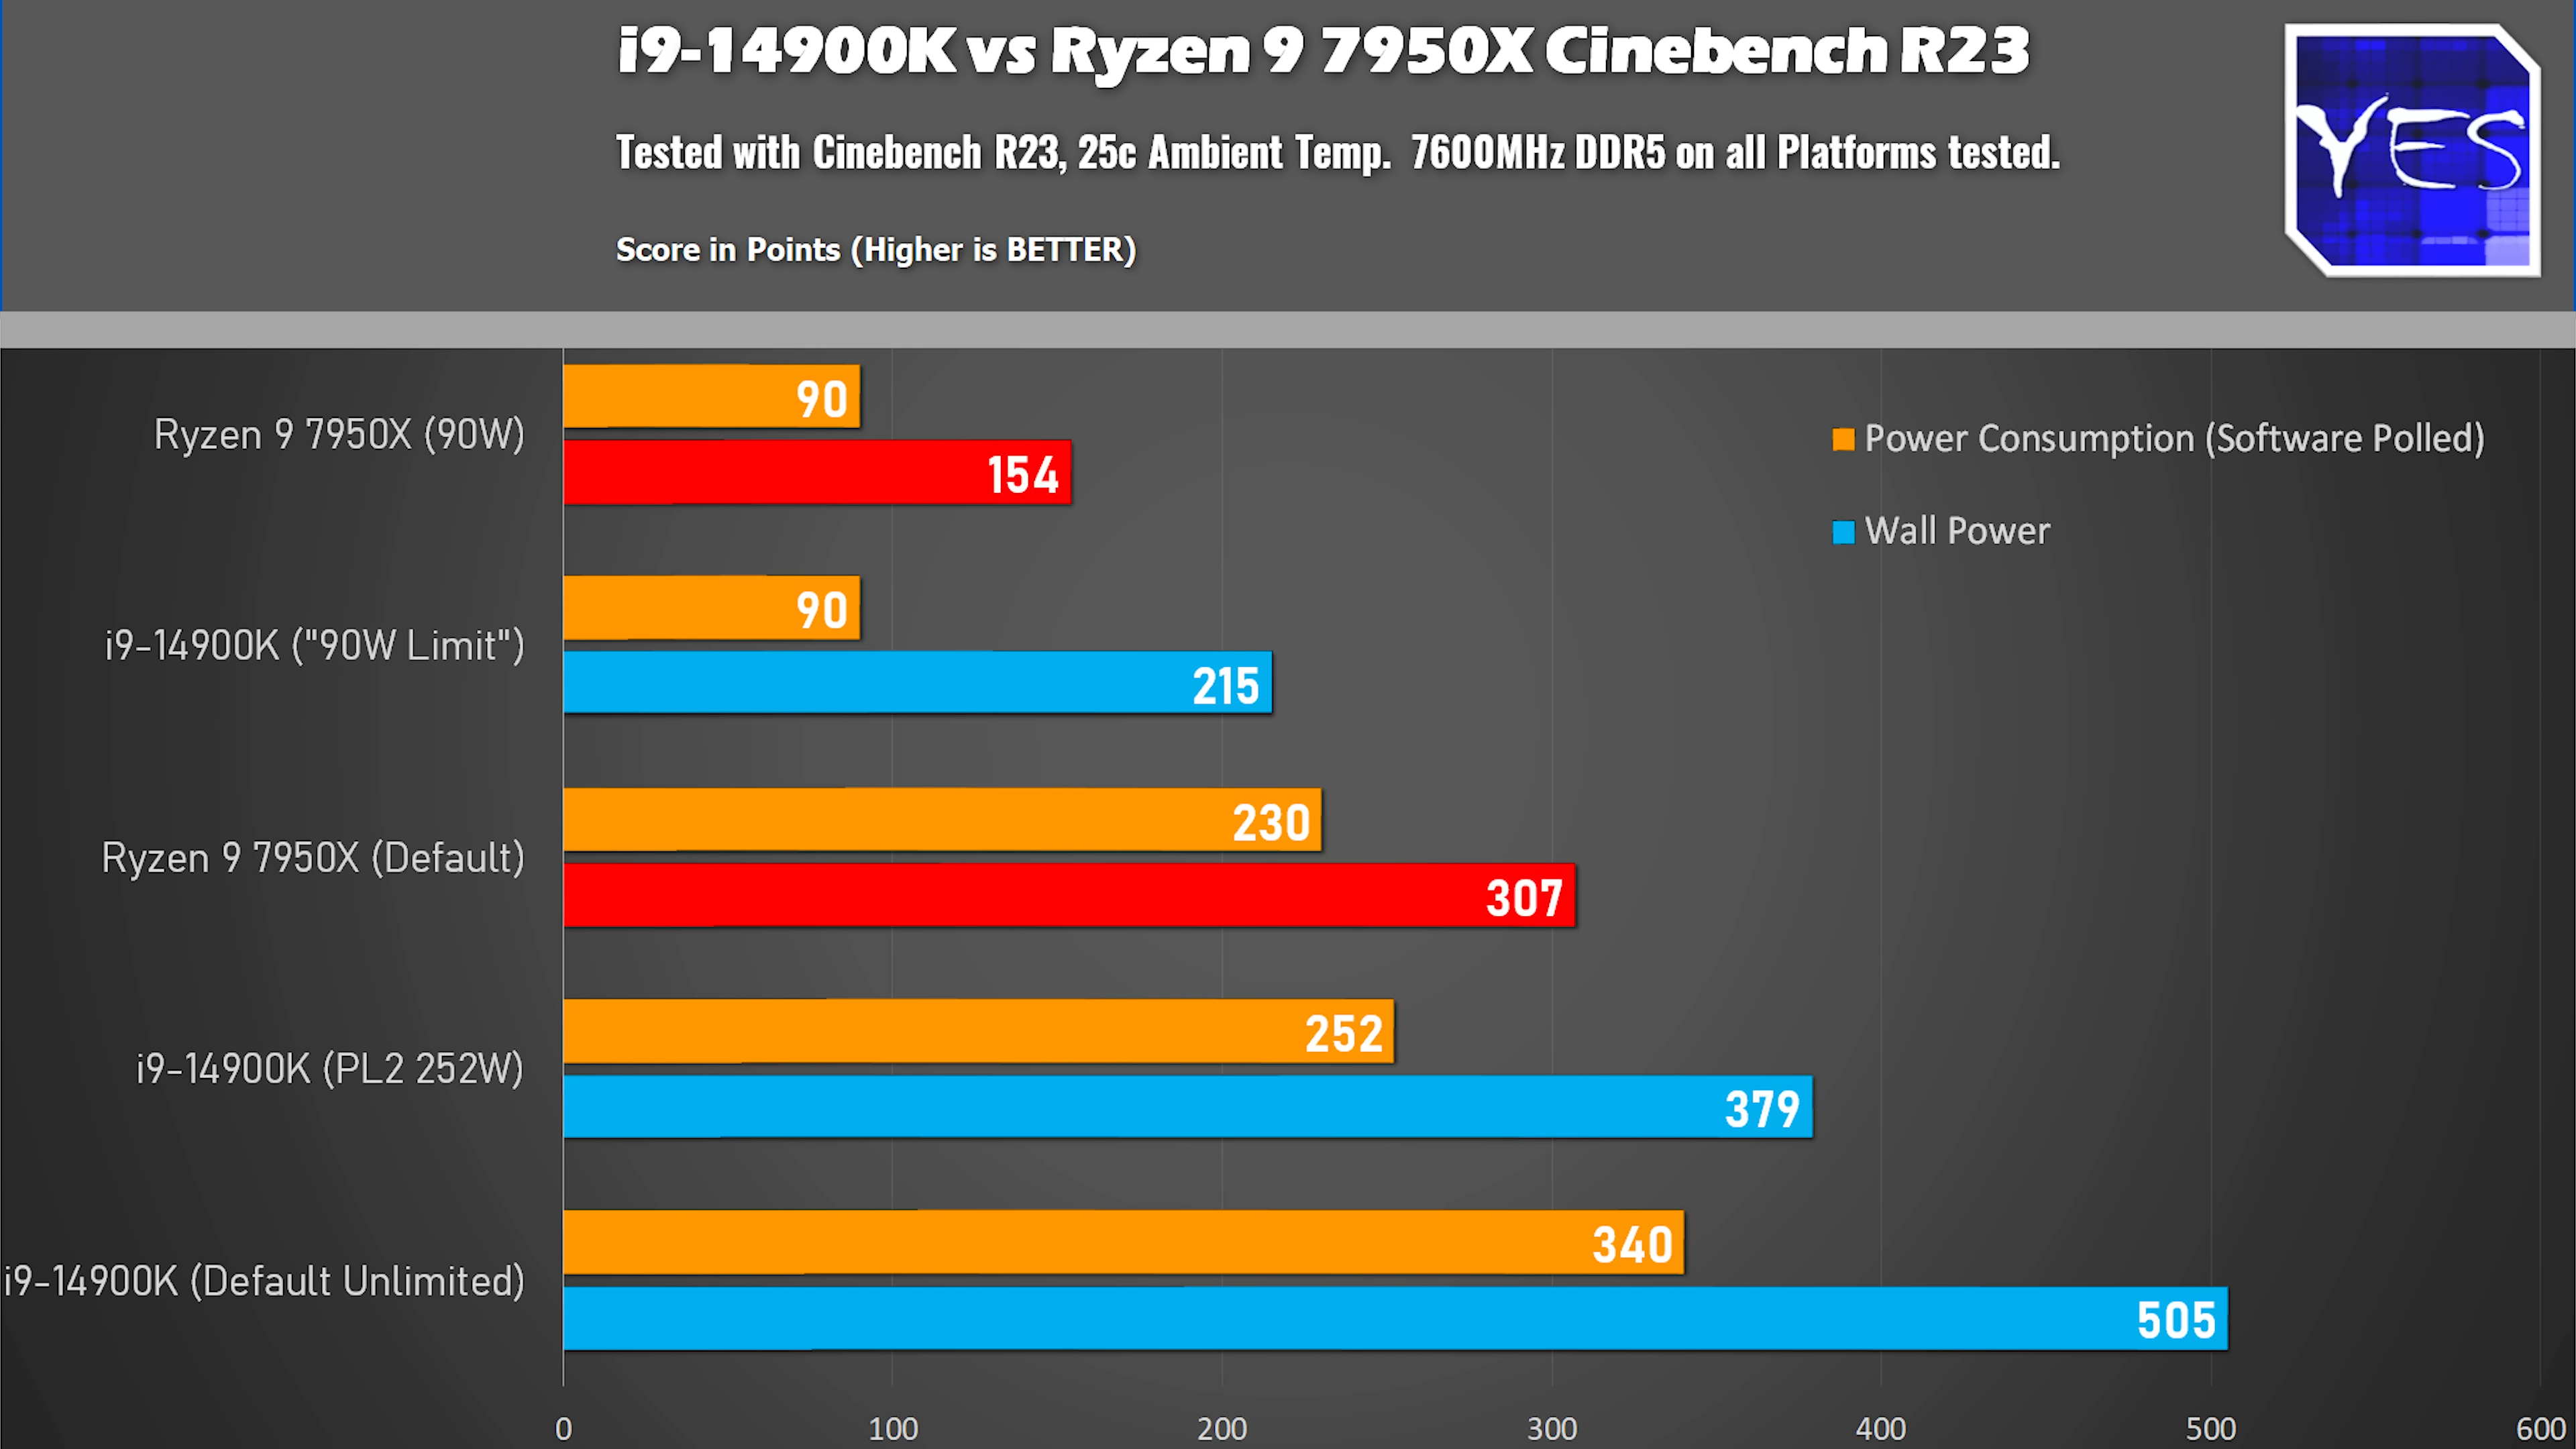 i9-14900K vs Ryzen 9 7950X Cinebench R23
Tested with Cinebench R23, 25c Ambient Temp.  7600MHz DDR5 on all Platforms tested.
Score in Points (Higher is BETTER)
YES
Ryzen 9 7950X (90W)
90
154
Power Consumption (Software Polled)
Wall Power
i9-14900K ("90W Limit")
90
215
Ryzen 9 7950X (Default)
230
307
i9-14900K (PL2 252W)
252
379
i9-14900K (Default Unlimited)
340
505
0 100 200 300 400 500 600